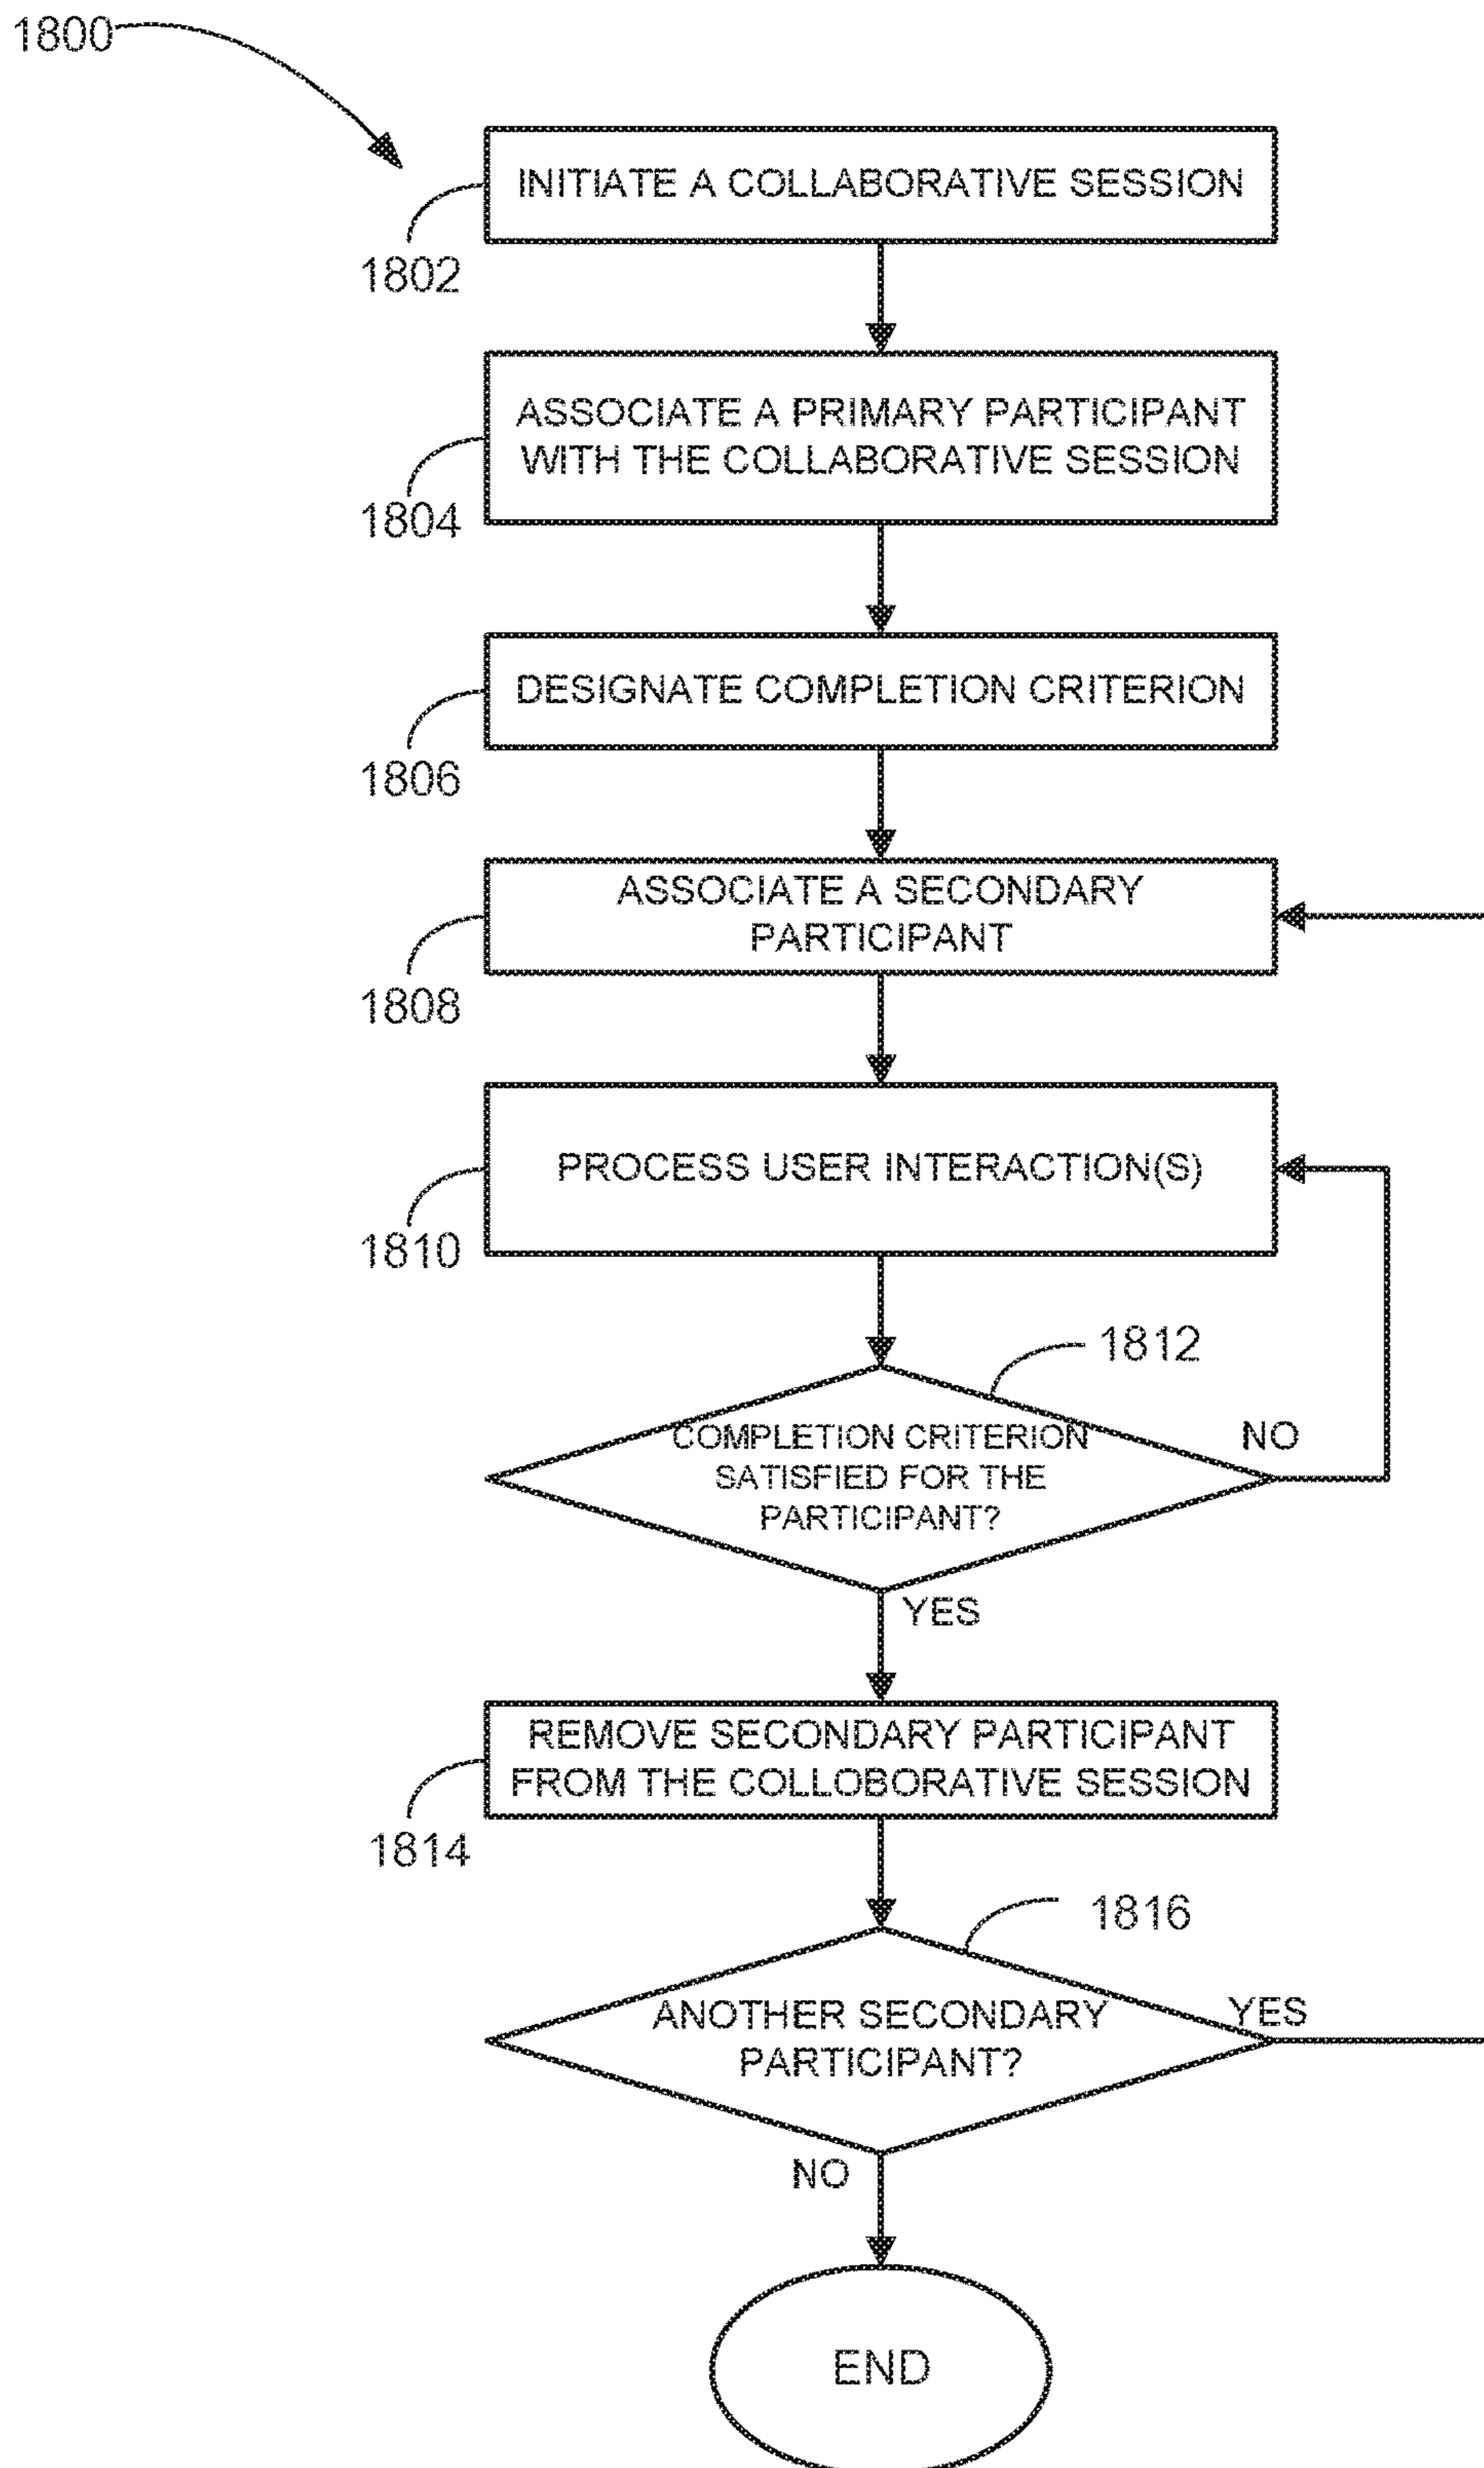 1800
INITIATE A COLLABORATIVE SESSION
1802
ASSOCIATE A PRIMARY PARTICIPANT
WITH THE COLLABORATIVE SESSION
1804
DESIGNATE COMPLETION CRITERION
1806
ASSOCIATE A SECONDARY
PARTICIPANT
1808
PROCESS USER INTERACTION(S)
1810
1812
COMPLETION CRITERION
SATISFIED FOR THE
PARTICIPANT?
NO
YES
REMOVE SECONDARY PARTICIPANT
FROM THE COLLOBORATIVE SESSION
1814
1816
ANOTHER SECONDARY
PARTICIPANT?
YES
NO
END